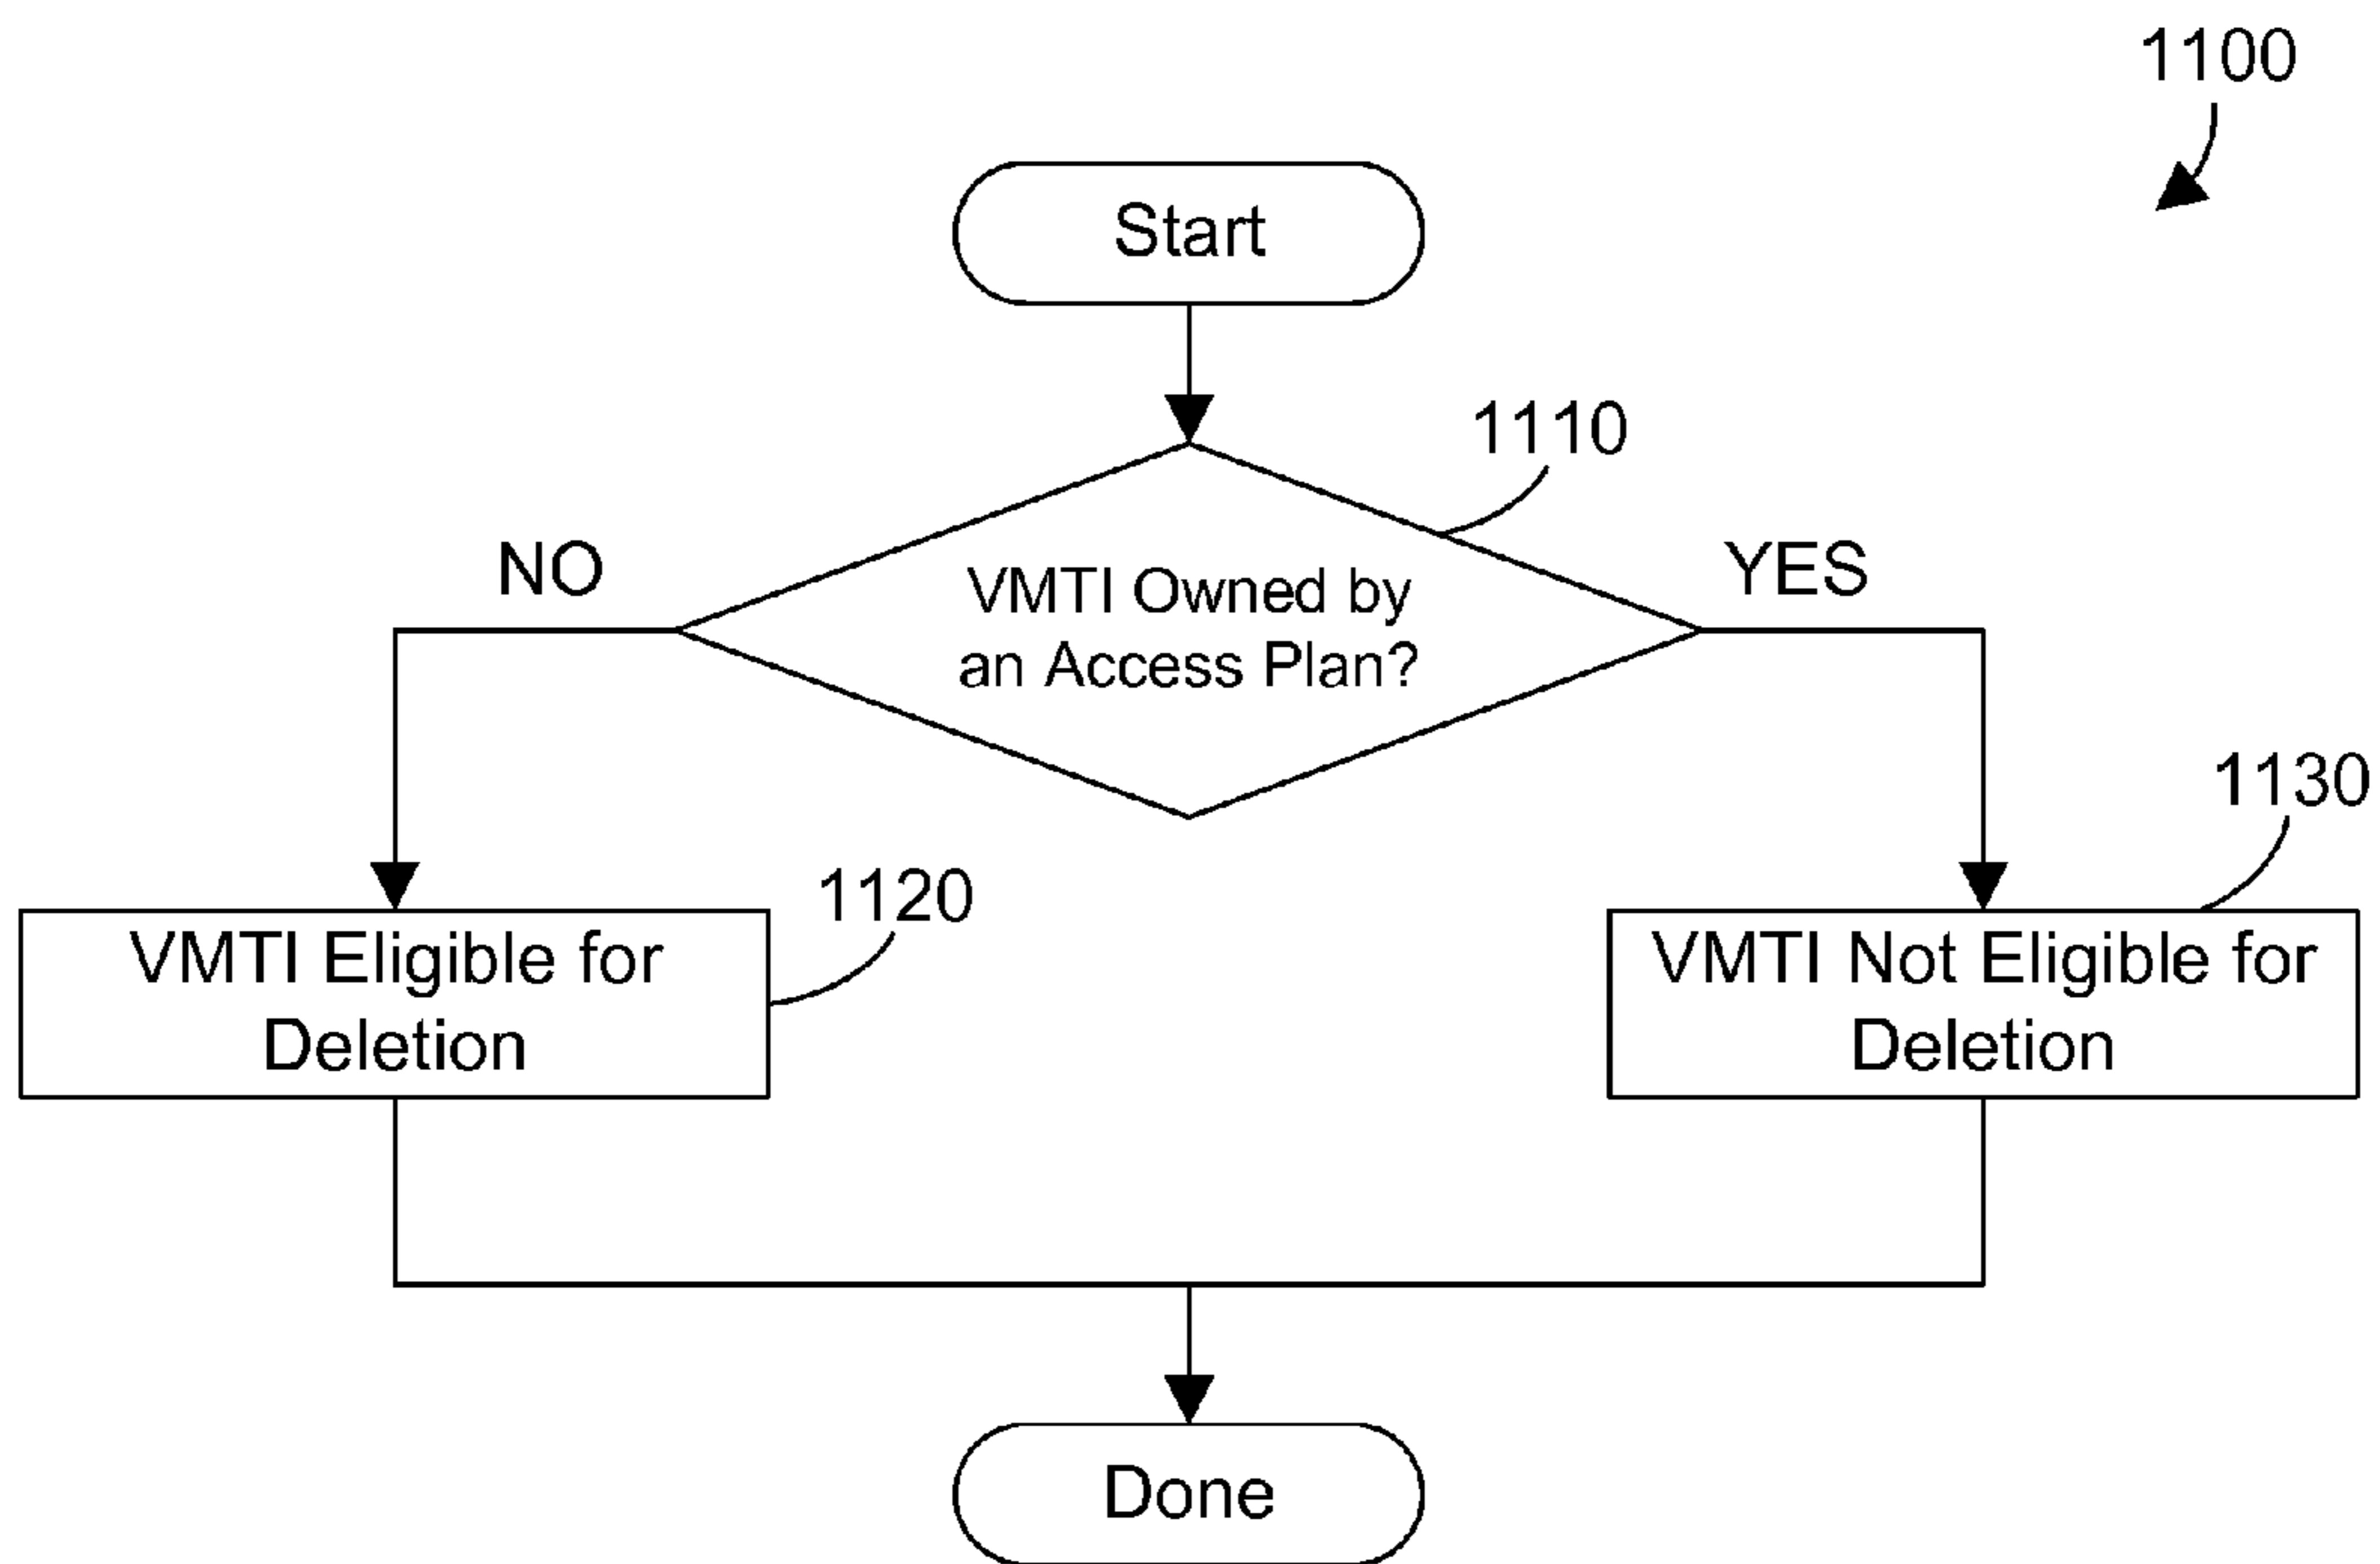 1100
Start
1110
NO
YES
VMTI Owned by
an Access Plan?
1130
1120
VMTI Eligible for
Deletion
VMTI Not Eligible for
Deletion
Done